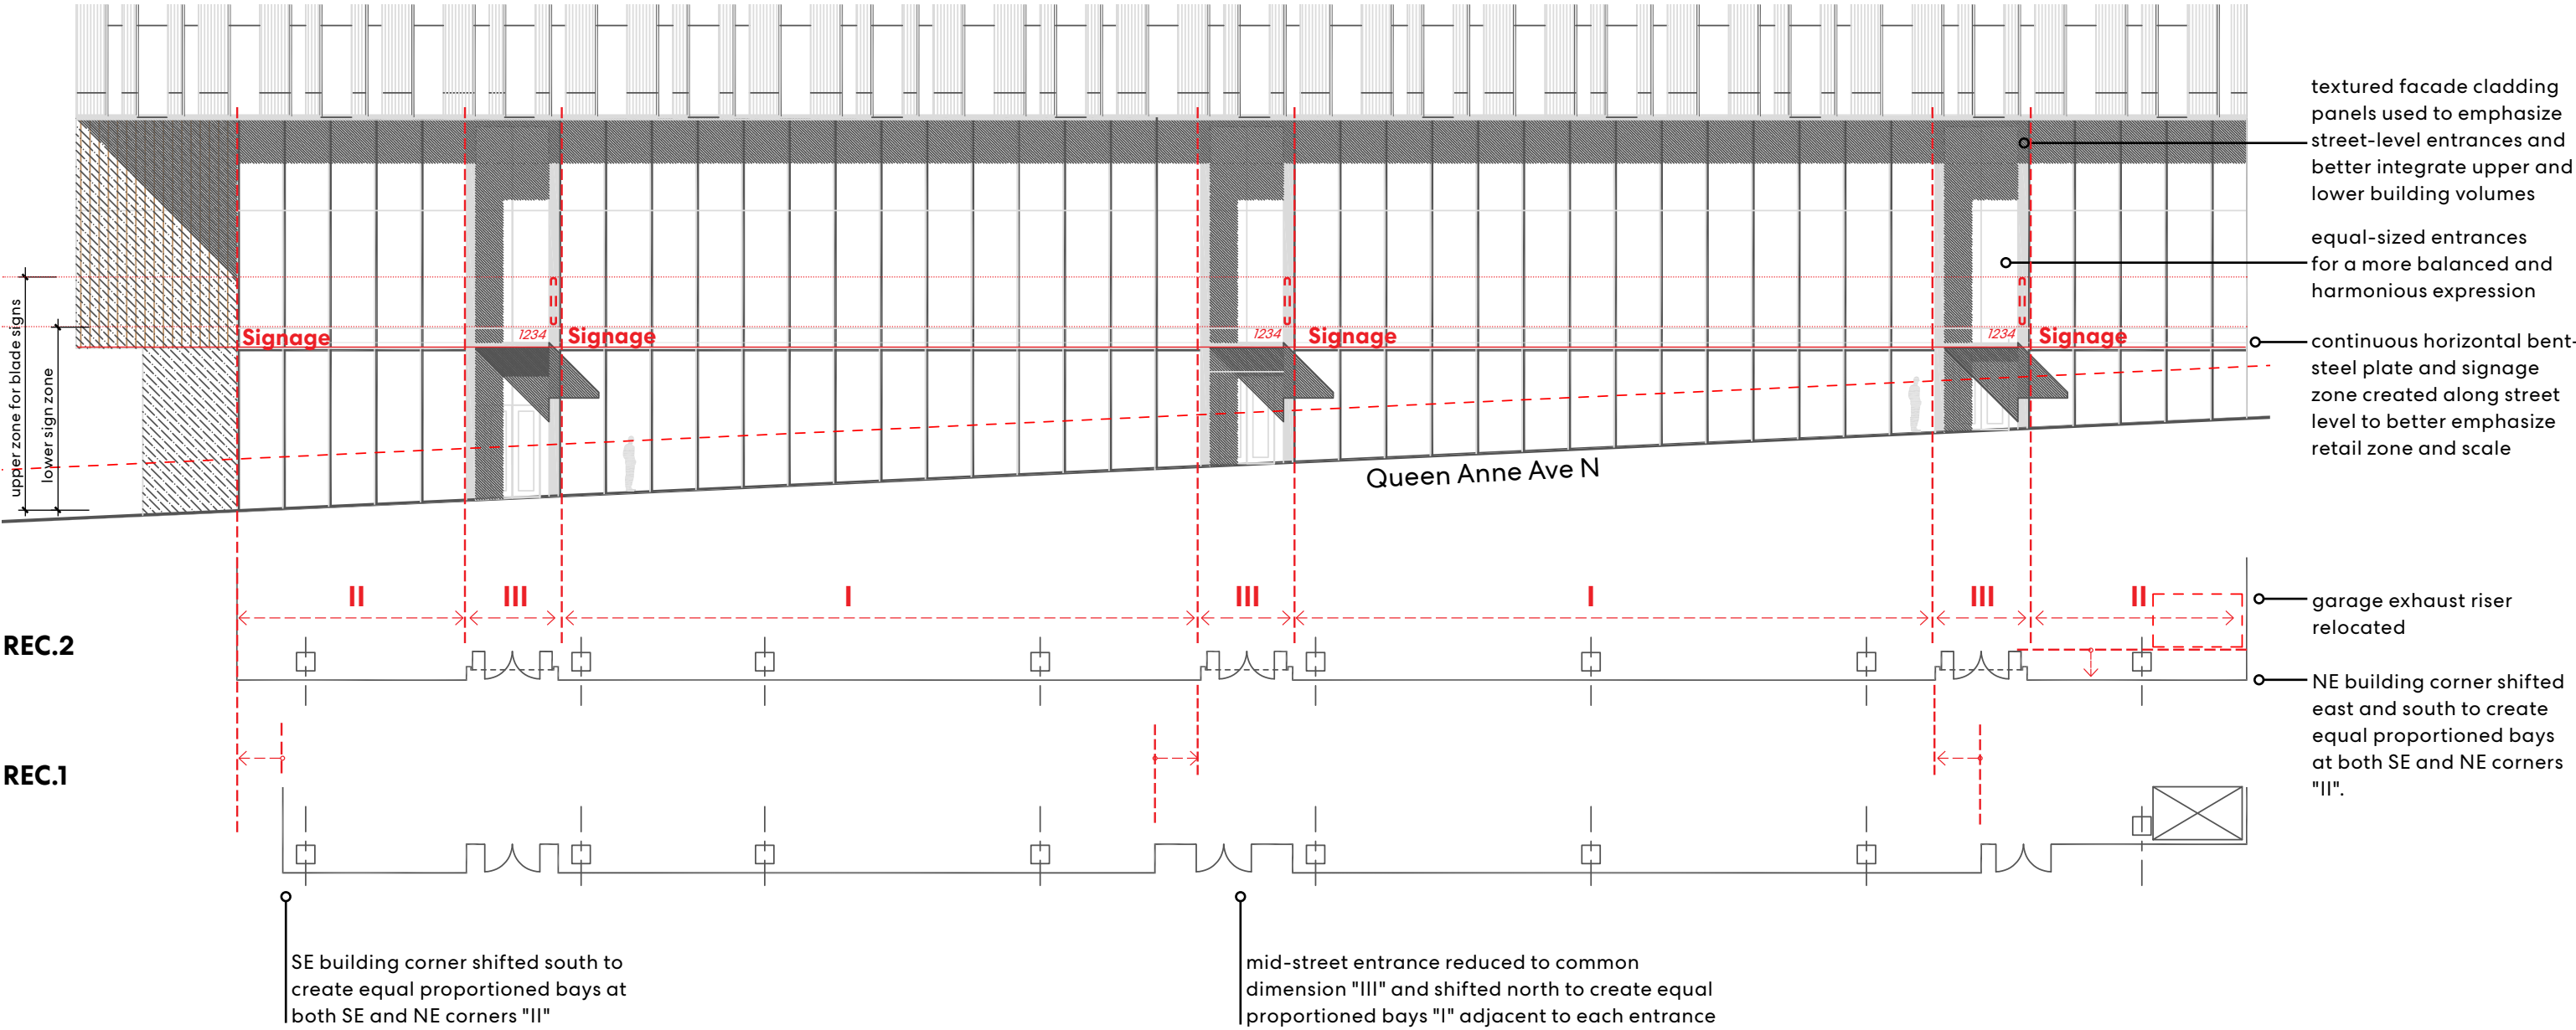 textured facade cladding
panels used to emphasize
street-level entrances and
better integrate upper and
lower building volumes
equal-sized entrances
for a more balanced and
harmonious expression
continuous horizontal bent-
steel plate and signage
zone created along street
level to better emphasize
retail zone and scale
upper zone for blade signs
lower sign zone
Signage
1234
Signage
1234
Signage
1234
Signage
Queen Anne Ave N
II
III
I
III
I
III
II
garage exhaust riser
relocated
REC.2
NE building corner shifted
east and south to create
equal proportioned bays
at both SE and NE corners
"II".
REC.1
SE building corner shifted south to
create equal proportioned bays at
both SE and NE corners "II"
mid-street entrance reduced to common
dimension "III" and shifted north to create equal
proportioned bays "I" adjacent to each entrance